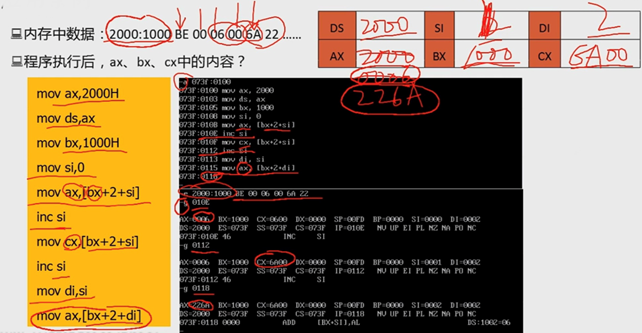 内存中数据：2000:1000 BE 00 06 00 6A 22 ……
程序执行后，ax、bx、cx中的内容？
DS 2000 SI DI 2
AX 2000 BX 1000 CX 6A00
0006
226A
mov ax,2000H
mov ds,ax
mov bx,1000H
mov si,0
mov ax,[bx+2+si]
inc si
mov cx,[bx+2+si]
inc si
mov di,si
mov ax,[bx+2+di]
-a 073f:0100
073F:0100 mov ax, 2000
073F:0103 mov ds, ax
073F:0105 mov bx, 1000
073F:0108 mov si, 0
073F:010B mov ax, [bx+2+si]
073F:010E inc si
073F:010F mov cx, [bx+2+si]
073F:0112 inc si
073F:0113 mov di, si
073F:0115 mov ax, [bx+2+di]
073F:0118
-e 2000:1000 BE 00 06 00 6A 22
-g 010E
AX=0006 BX=1000 CX=0600 DX=0000 SP=00FD BP=0000 SI=0000 DI=0002
DS=2000 ES=073F SS=073F CS=073F IP=010E NV UP EI PL NZ NA PO NC
073F:010E 46 INC SI
-g 0112
AX=0006 BX=1000 CX=6A00 DX=0000 SP=00FD BP=0000 SI=0001 DI=0002
DS=2000 ES=073F SS=073F CS=073F IP=0112 NV UP EI PL NZ NA PO NC
073F:0112 46 INC SI
-g 0118
AX=226A BX=1000 CX=6A00 DX=0000 SP=00FD BP=0000 SI=0002 DI=0002
DS=2000 ES=073F SS=073F CS=073F IP=0118 NV UP EI PL NZ NA PO NC
073F:0118 0000 ADD [BX+SI],AL DS:1002=06